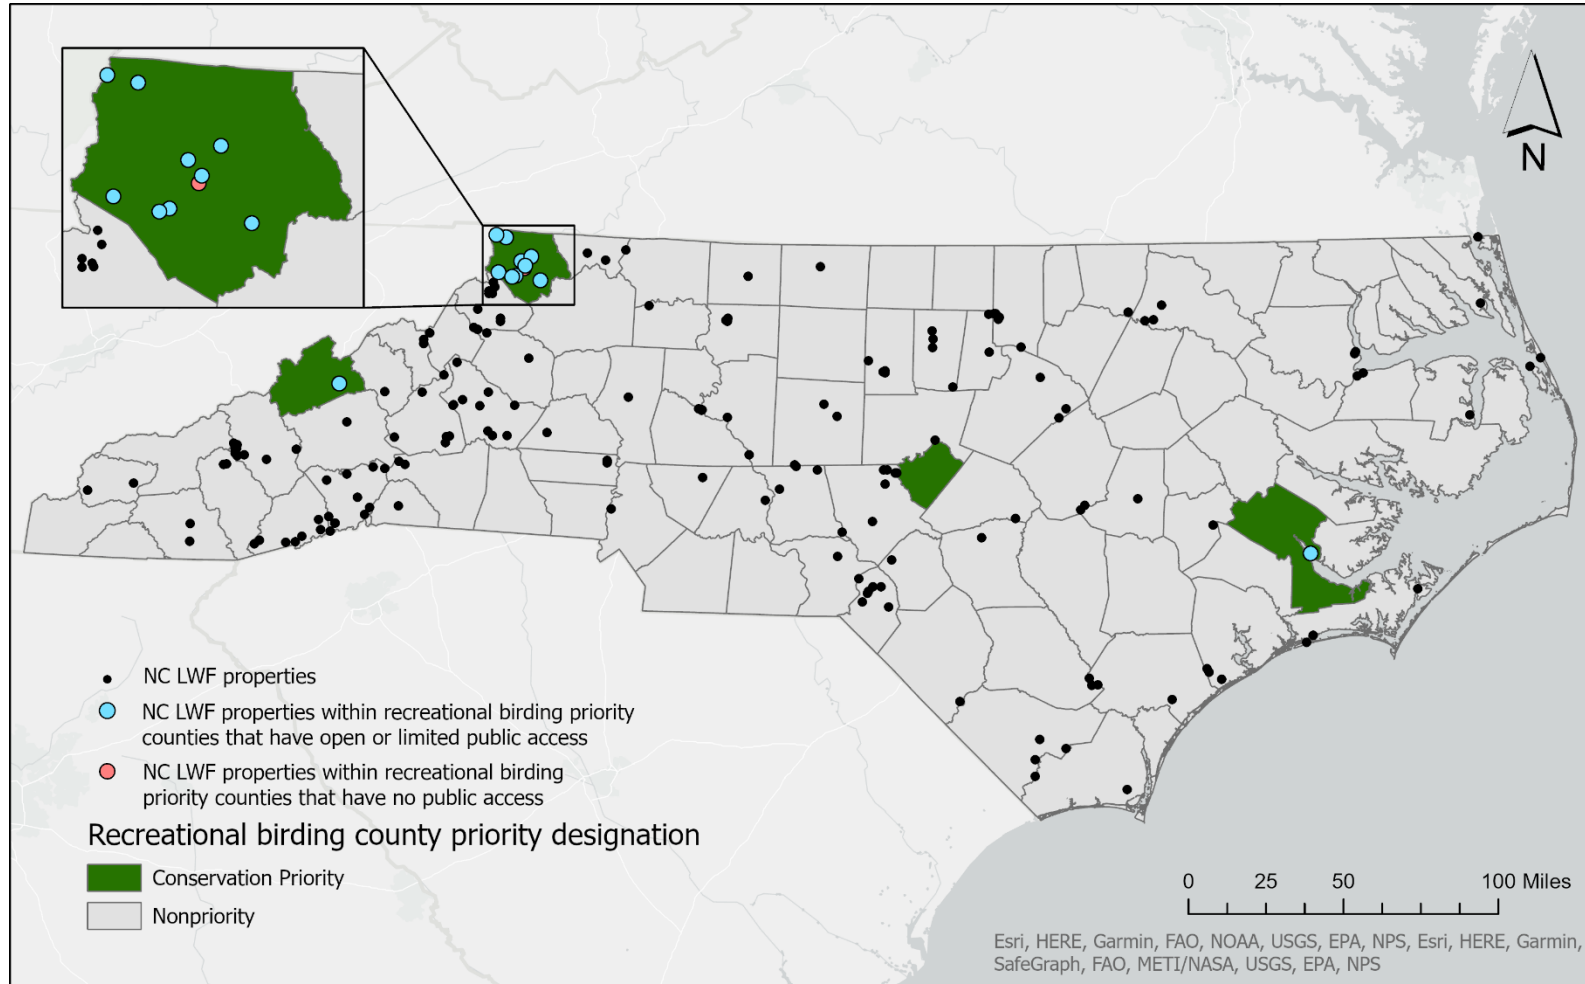 N
NC LWF properties
NC LWF properties within recreational birding priority
counties that have open or limited public access
NC LWF properties within recreational birding
priority counties that have no public access
Recreational birding county priority designation
Conservation Priority
Nonpriority
0 25 50 100 Miles
Esri, HERE, Garmin, FAO, NOAA, USGS, EPA, NPS, Esri, HERE, Garmin,
SafeGraph, FAO, METI/NASA, USGS, EPA, NPS